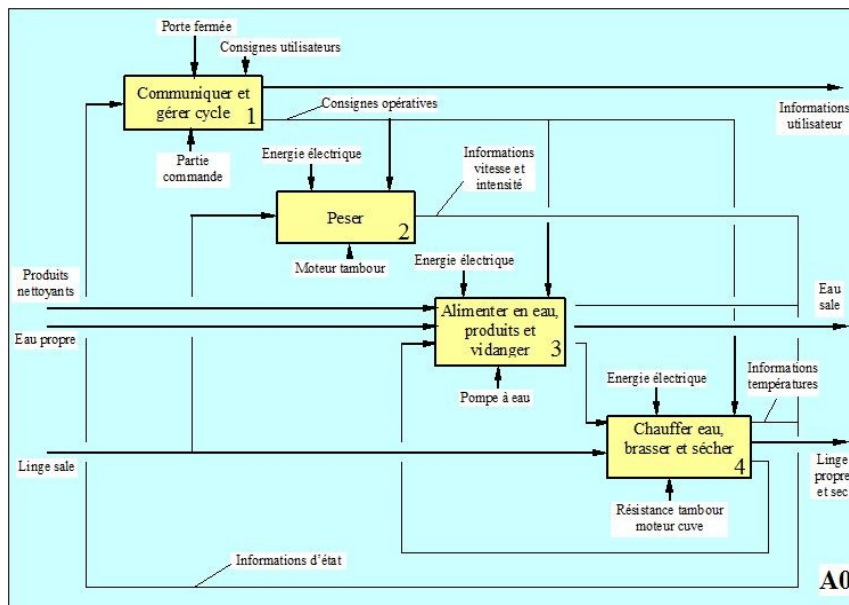 Porte fermée
Consignes utilisateurs
Communiquer et
gérer cycle
1
Consignes opératives
Informations
utilisateur
Partie
commande
Energie électrique
Informations
vitesse et
intensité
Peser
2
Moteur tambour
Energie électrique
Produits
nettoyants
Eau
sale
Alimenter en eau,
produits et
vidanger
3
Eau propre
Energie électrique
Informations
températures
Pompe à eau
Chauffer eau,
brasser et sécher
4
Linge sale
Linge
propre
et sec
Résistance tambour
moteur cuve
Informations d'état
A0